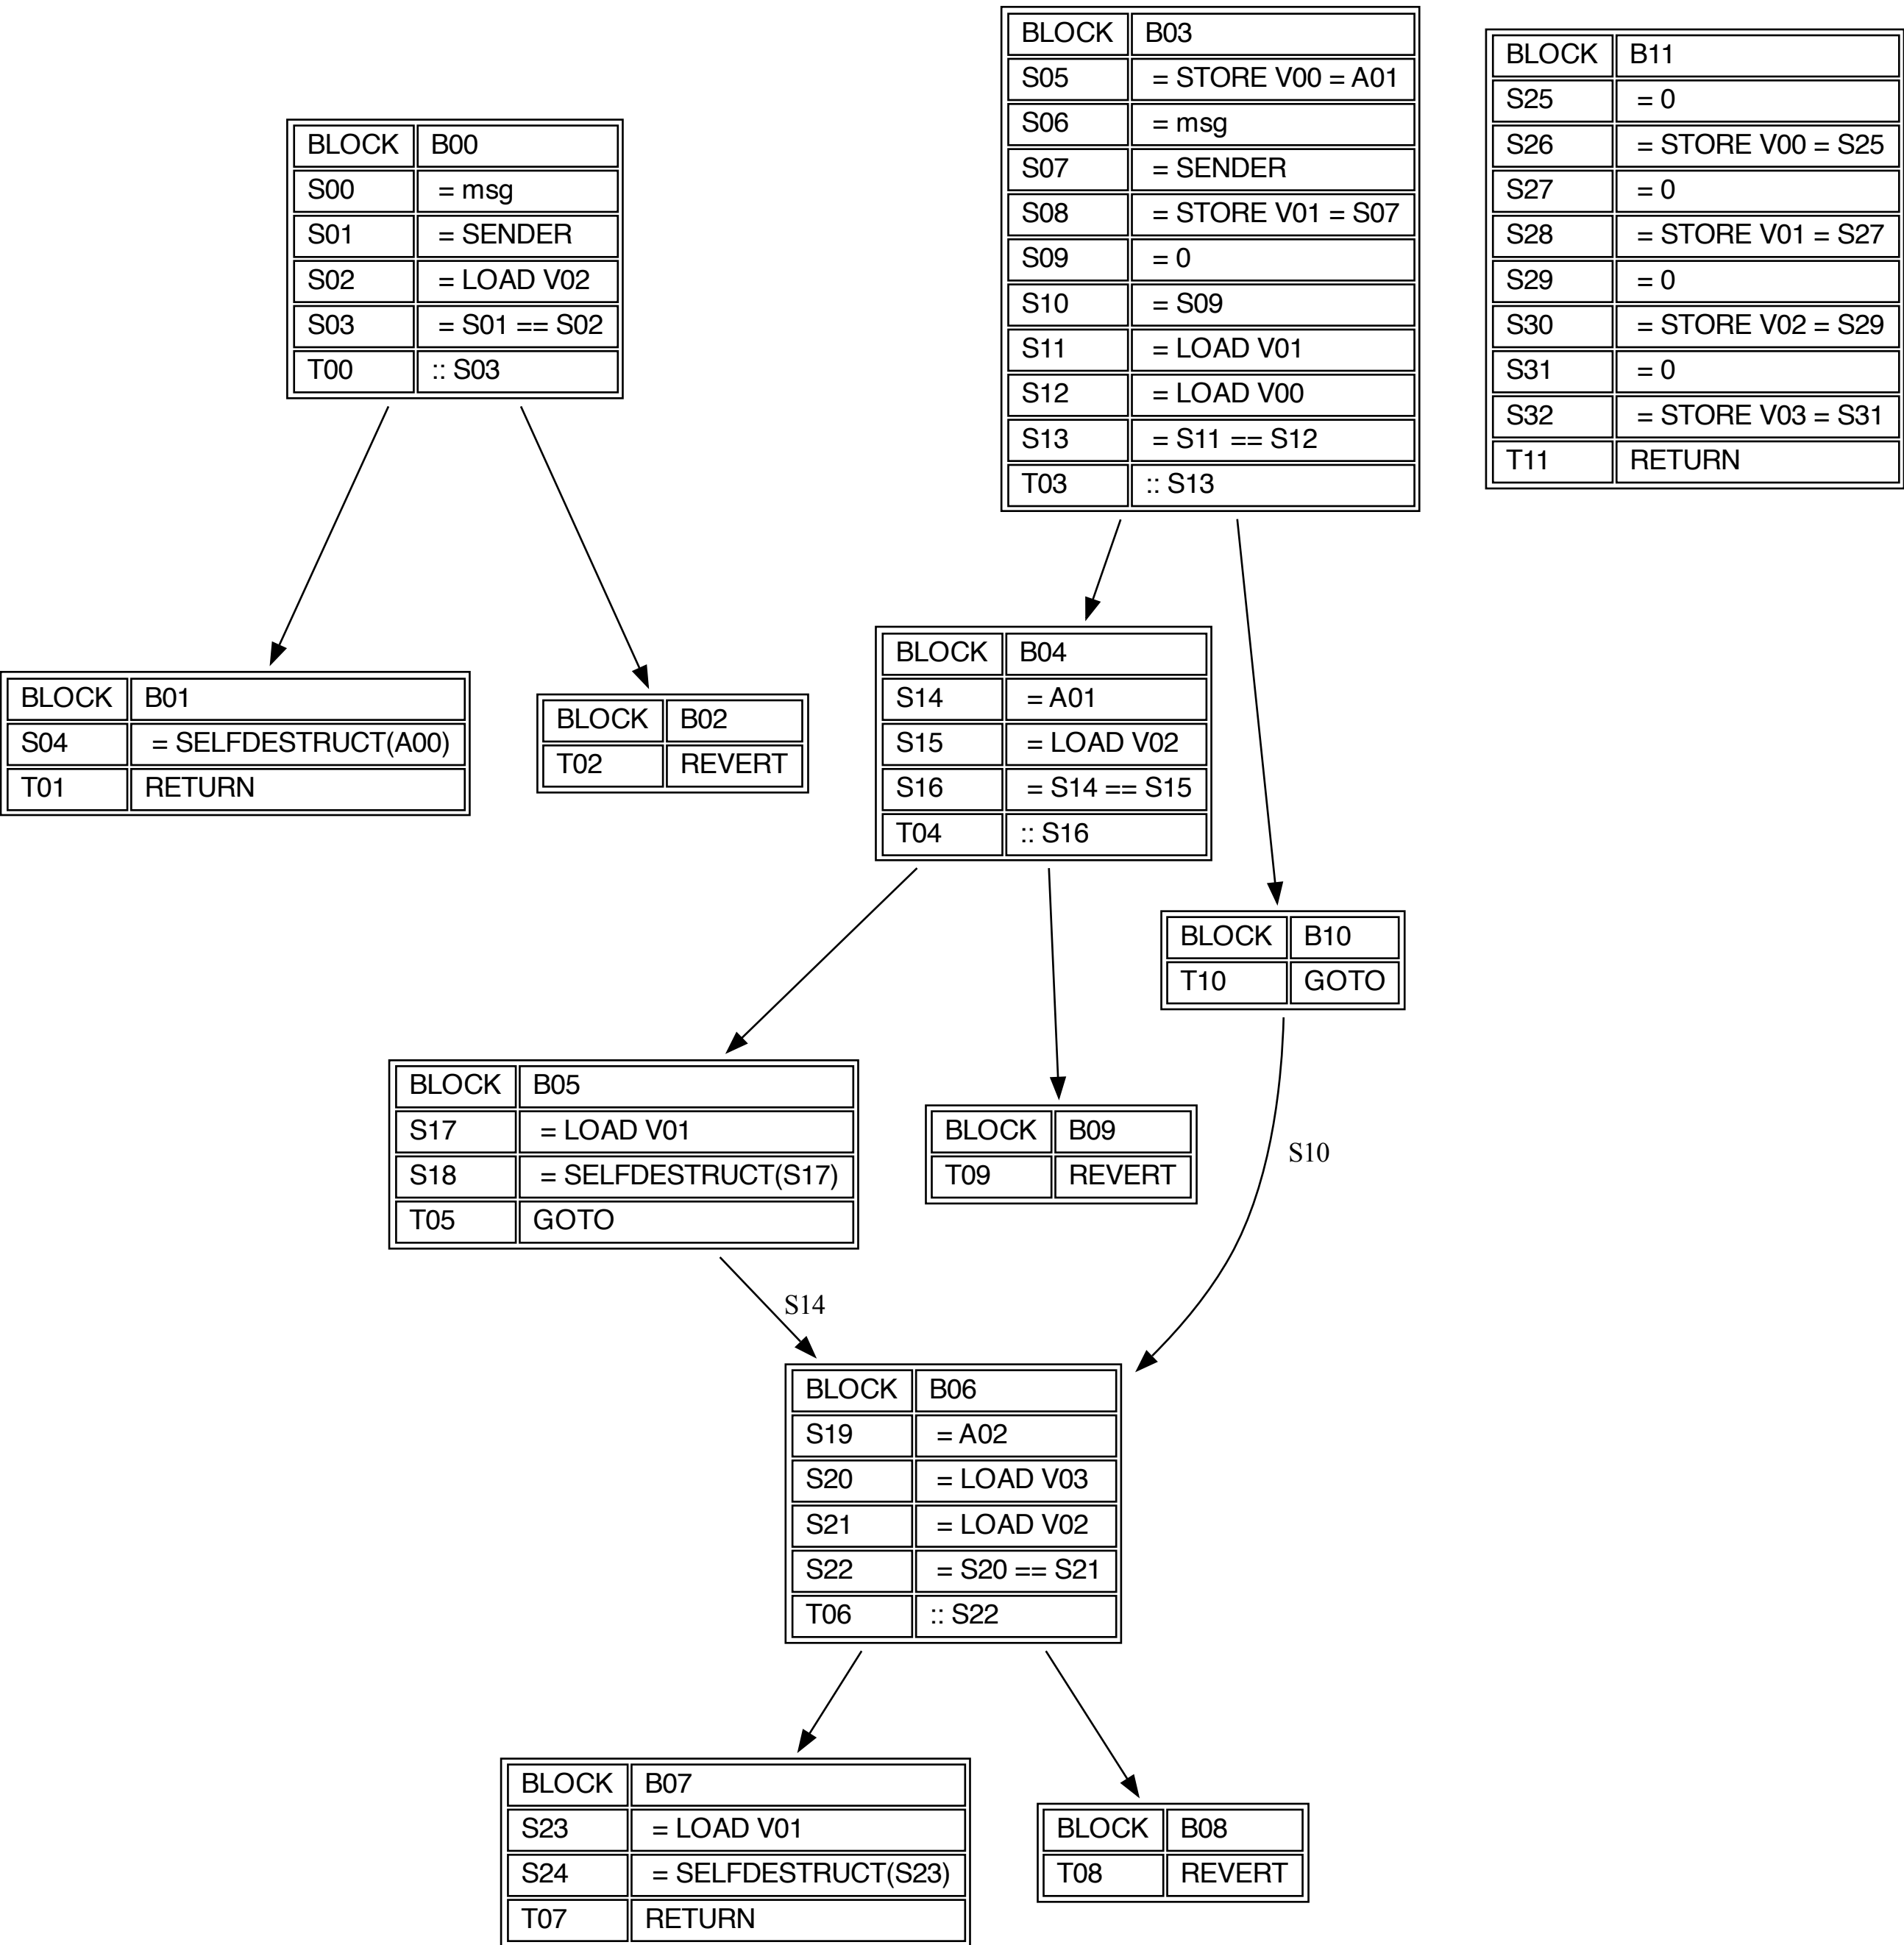 BLOCK B00
S00 = msg
S01 = SENDER
S02 = LOAD V02
S03 = S01 == S02
T00 :: S03
BLOCK B01
S04 = SELFDESTRUCT(A00)
T01 RETURN
BLOCK B02
T02 REVERT
BLOCK B03
S05 = STORE V00 = A01
S06 = msg
S07 = SENDER
S08 = STORE V01 = S07
S09 = 0
S10 = S09
S11 = LOAD V01
S12 = LOAD V00
S13 = S11 == S12
T03 :: S13
BLOCK B04
S14 = A01
S15 = LOAD V02
S16 = S14 == S15
T04 :: S16
BLOCK B05
S17 = LOAD V01
S18 = SELFDESTRUCT(S17)
T05 GOTO
S14
BLOCK B09
T09 REVERT
BLOCK B10
T10 GOTO
S10
BLOCK B06
S19 = A02
S20 = LOAD V03
S21 = LOAD V02
S22 = S20 == S21
T06 :: S22
BLOCK B07
S23 = LOAD V01
S24 = SELFDESTRUCT(S23)
T07 RETURN
BLOCK B08
T08 REVERT
BLOCK B11
S25 = 0
S26 = STORE V00 = S25
S27 = 0
S28 = STORE V01 = S27
S29 = 0
S30 = STORE V02 = S29
S31 = 0
S32 = STORE V03 = S31
T11 RETURN